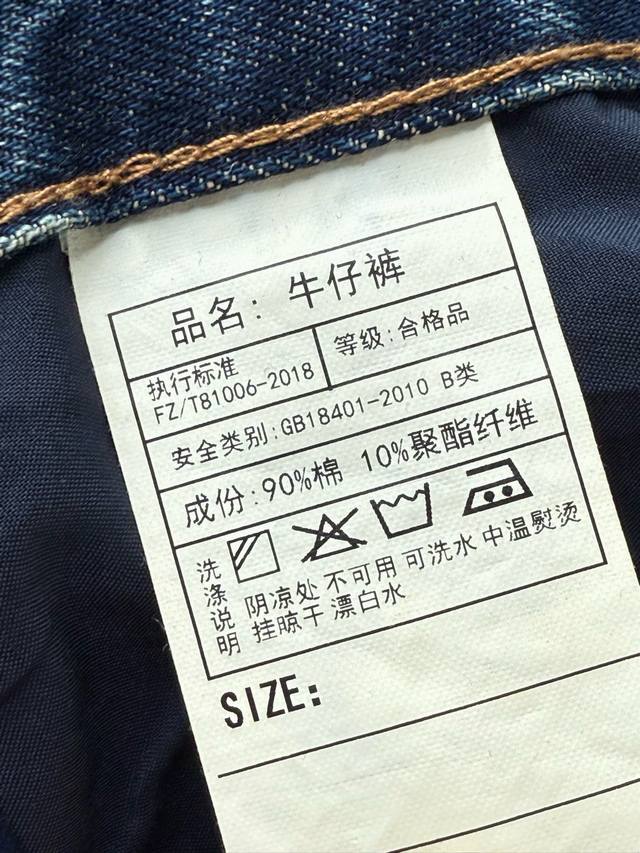 品名: 牛仔裤
执行标准
FZ/T81006-2018
等级:合格品
安全类别:GB18401-2010 B类
成份:90%棉 10%聚酯纤维
洗涤说明
阴凉处 不可用 可洗水 中温熨烫
挂晾干 漂白水
SIZE: